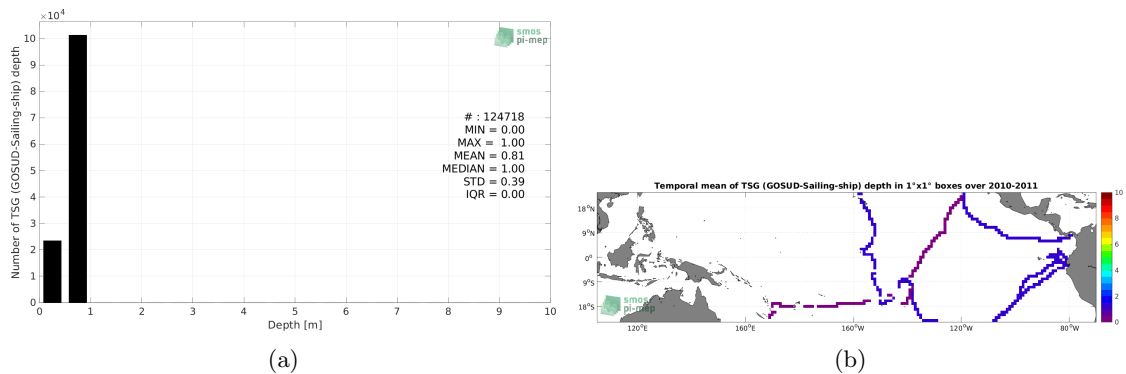 ×10⁴
10
9
8
7
6
5
4
3
2
1
0
Number of TSG (GOSUD-Sailing-ship) depth
smos
pi-mep
# : 124718
MIN = 0.00
MAX = 1.00
MEAN = 0.81
MEDIAN = 1.00
STD = 0.39
IQR = 0.00
0 1 2 3 4 5 6 7 8 9 10
Depth [m]
(a)
Temporal mean of TSG (GOSUD-Sailing-ship) depth in 1°x1° boxes over 2010-2011
18°N
9°N
0°
9°S
18°S
smos
pi-mep
120°E 160°E 160°W 120°W 80°W
10
8
6
4
2
0
(b)